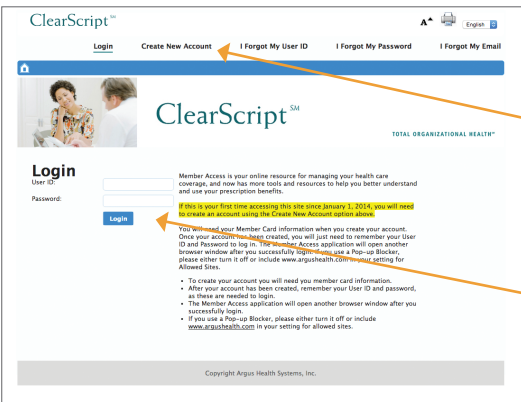 ClearScript℠
A
English
Login Create New Account I Forgot My User ID I Forgot My Password I Forgot My Email
ClearScript℠
TOTAL ORGANIZATIONAL HEALTH℠
Login
User ID:
Password:
Login
Member Access is your online resource for managing your health care
coverage, and now has more tools and resources to help you better understand
and use your prescription benefits.
If this is your first time accessing this site since January 1, 2014, you will need
to create an account using the Create New Account option above.
You will need your Member Card information when you create your account.
Once your account has been created, you will just need to remember your User
ID and Password to log in. The Member Access application will open another
browser window after you successfully login. If you use a Pop-up Blocker,
please either turn it off or include www.argushealth.com in your setting for
Allowed Sites.
• To create your account you will need you member card information.
• After your account has been created, remember your User ID and password,
as these are needed to login.
• The Member Access application will open another browser window after you
successfully login.
• If you use a Pop-up Blocker, please either turn it off or include
www.argushealth.com in your setting for allowed sites.
Copyright Argus Health Systems, Inc.